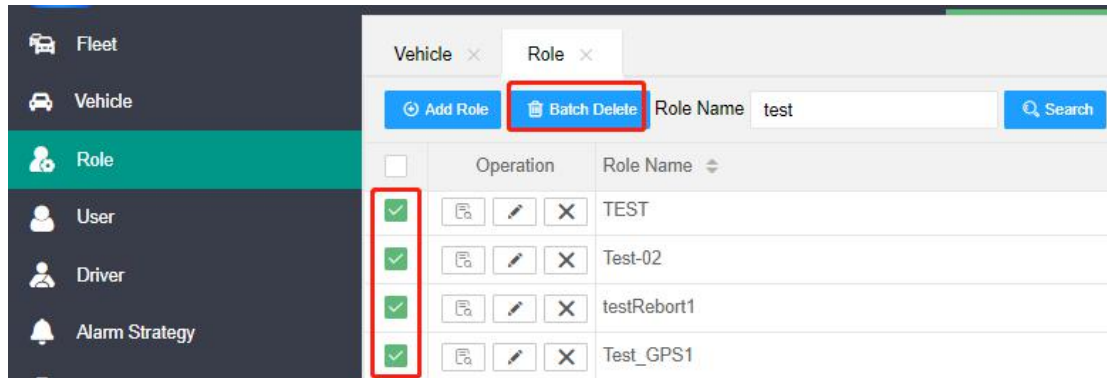 Fleet
Vehicle
Role
User
Driver
Alarm Strategy
Vehicle Role
Add Role Batch Delete Role Name test Search
Operation Role Name
TEST
Test-02
testRebort1
Test_GPS1